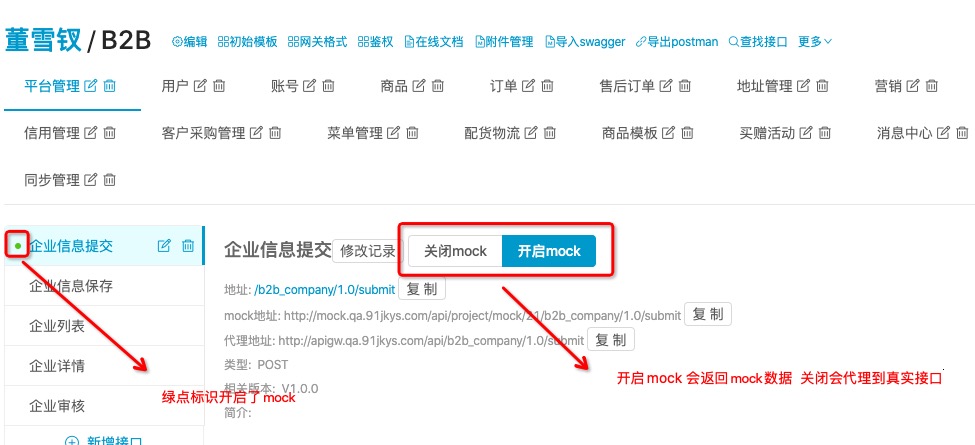 董雪钗 / B2B 编辑 初始模板 网关格式 鉴权 在线文档 附件管理 导入swagger 导出postman 查找接口 更多
平台管理 用户 账号 商品 订单 售后订单 地址管理 营销
信用管理 客户采购管理 菜单管理 配货物流 商品模板 买赠活动 消息中心
同步管理
企业信息提交
企业信息保存
企业列表
企业详情
企业审核
新增接口
企业信息提交 修改记录 关闭mock 开启mock
地址: /b2b_company/1.0/submit 复 制
mock地址: http://mock.qa.91jkys.com/api/project/mock/21/b2b_company/1.0/submit 复 制
代理地址: http://apigw.qa.91jkys.com/api/b2b_company/1.0/submit 复 制
类型: POST
相关版本: V1.0.0
简介:
绿点标识开启了mock
开启mock 会返回mock数据 关闭会代理到真实接口